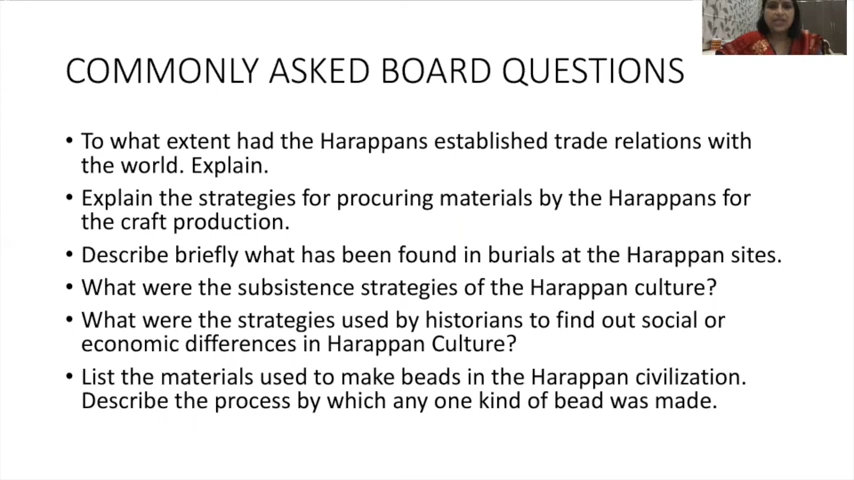 COMMONLY ASKED BOARD QUESTIONS
• To what extent had the Harappans established trade relations with
the world. Explain.
• Explain the strategies for procuring materials by the Harappans for
the craft production.
• Describe briefly what has been found in burials at the Harappan sites.
• What were the subsistence strategies of the Harappan culture?
• What were the strategies used by historians to find out social or
economic differences in Harappan Culture?
• List the materials used to make beads in the Harappan civilization.
Describe the process by which any one kind of bead was made.